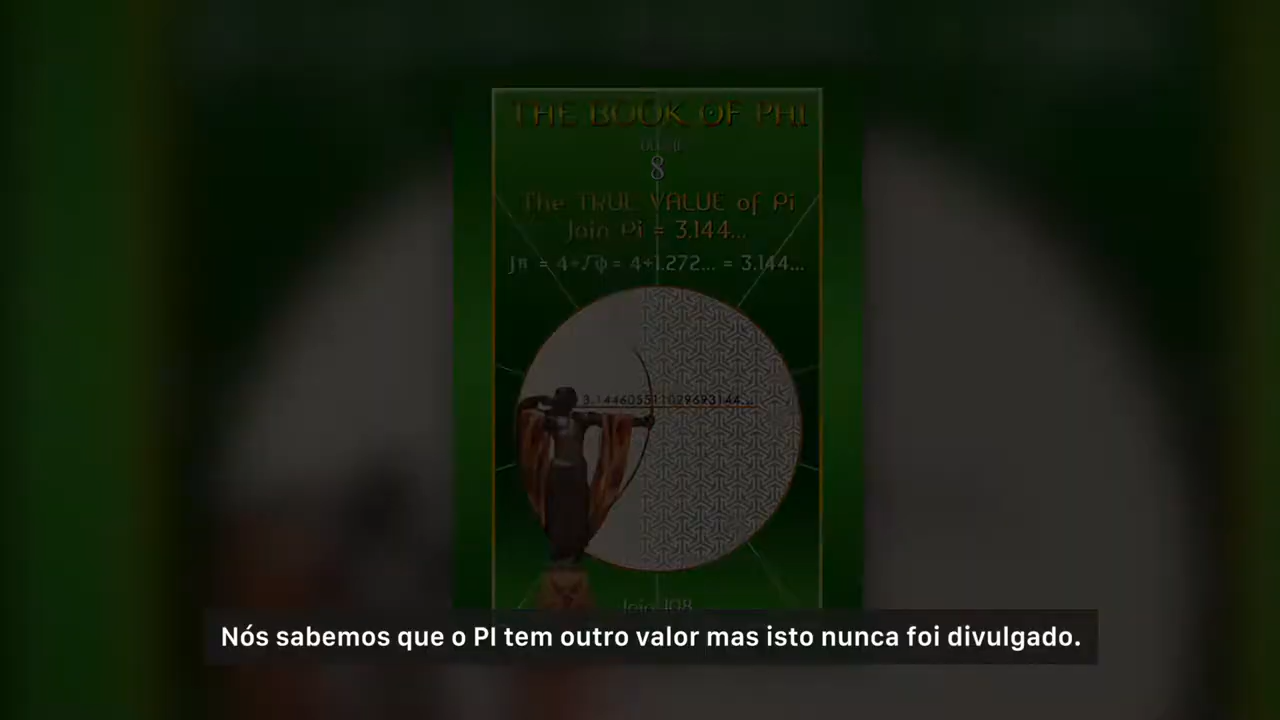 THE BOOK OF PHI
8
The TRUE VALUE of Pi
Jain Pi = 3.144...
Jπ = 4÷√φ = 4÷1.272... = 3.144...
3.144605511029693144...
Jain 108
Nós sabemos que o PI tem outro valor mas isto nunca foi divulgado.